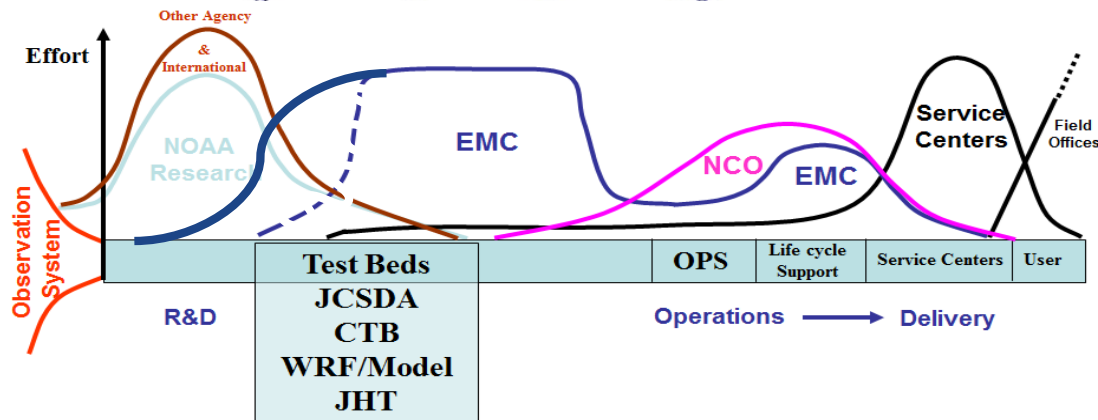 Other Agency
&
International
Effort
NOAA
Research
EMC
NCO
EMC
Service
Centers
Field
Offices
Observation
System
Test Beds
JCSDA
CTB
WRF/Model
JHT
OPS
Life cycle
Support
Service Centers
User
R&D
Operations
Delivery